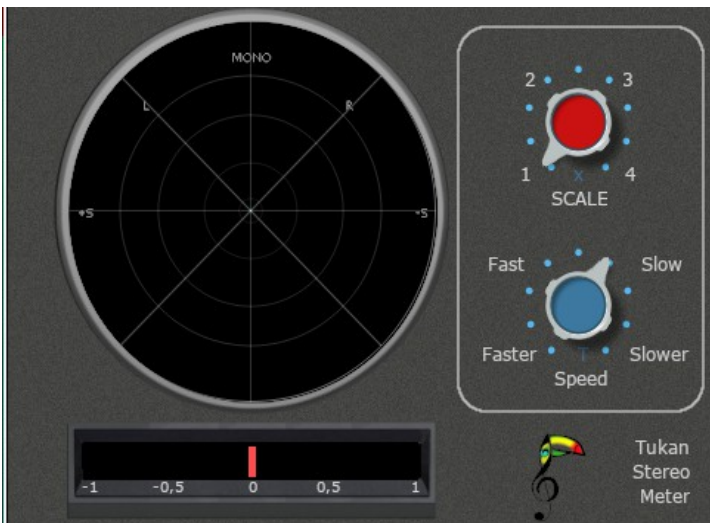 MONO
L R
+S -S
2 3
1 x 4
SCALE
Fast Slow
Faster T Slower
Speed
-1 -0,5 0 0,5 1
Tukan
Stereo
Meter